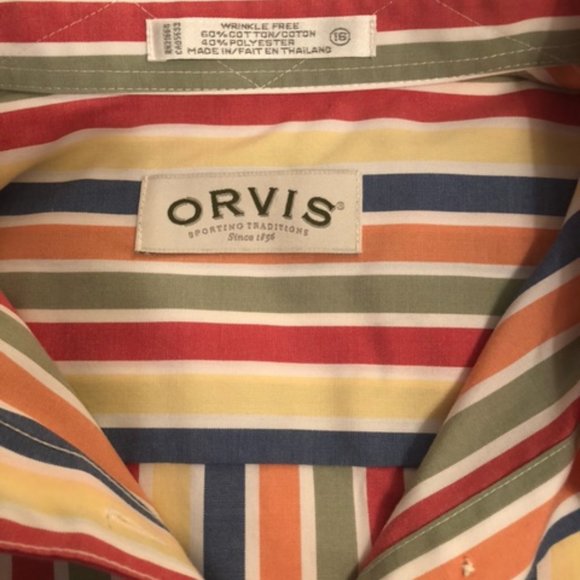 WRINKLE FREE
60% COTTON/COTON
40% POLYESTER
MADE IN/FAIT EN THAILAND
16
ORVIS®
SPORTING TRADITIONS
Since 1856